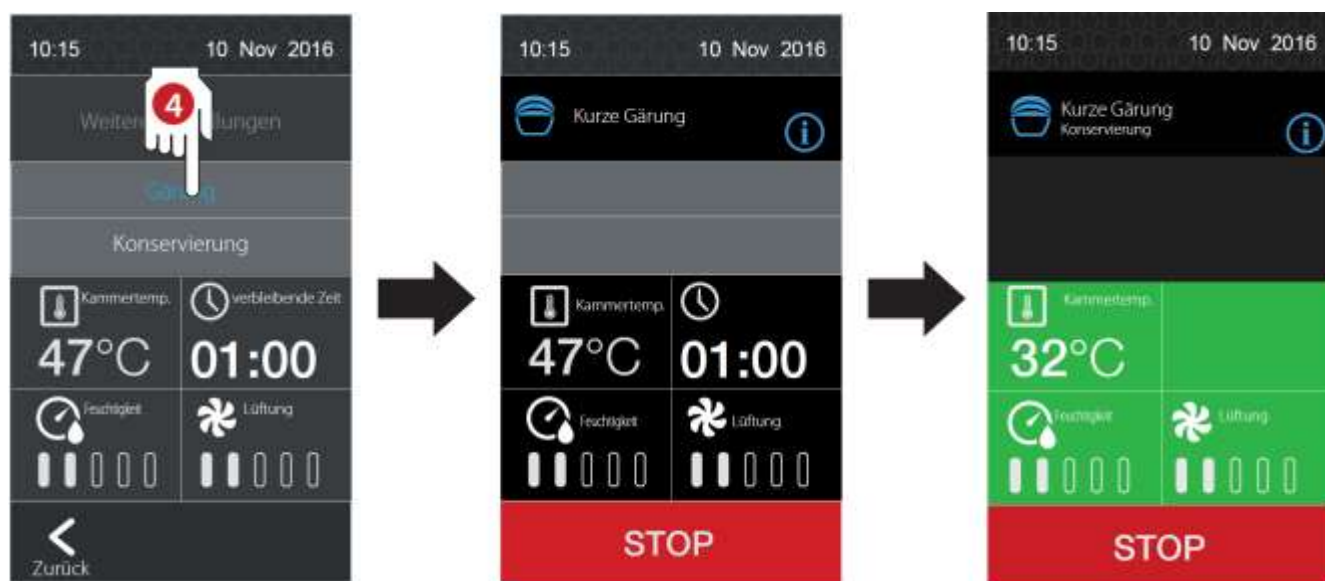 10:15 10 Nov 2016
4
Gärung
Konservierung
Kammertemp. verbleibende Zeit
47°C 01:00
Feuchtigkeit Lüftung
Zurück
10:15 10 Nov 2016
Kurze Gärung
i
Kammertemp.
47°C 01:00
Feuchtigkeit Lüftung
STOP
10:15 10 Nov 2016
Kurze Gärung
Konservierung
i
Kammertemp.
32°C
Feuchtigkeit Lüftung
STOP